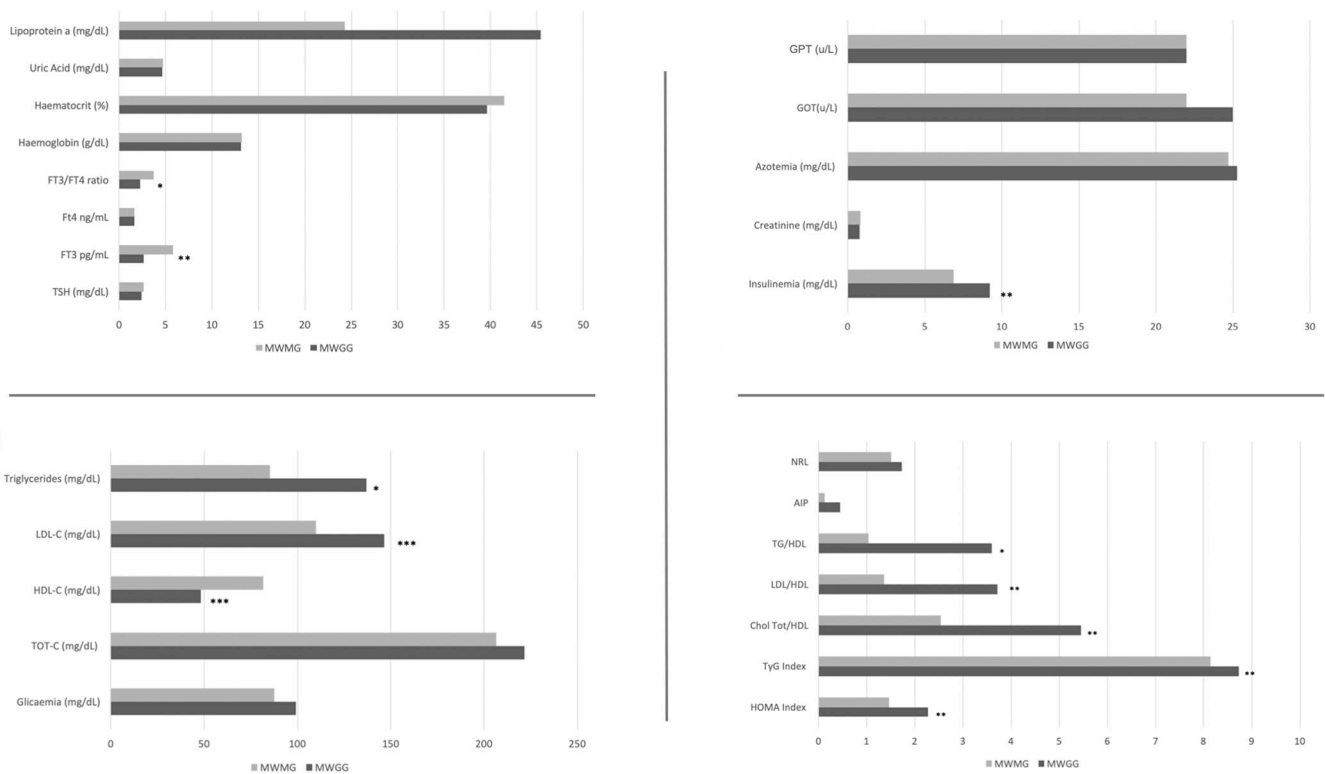 Lipoprotein a (mg/dL)
Uric Acid (mg/dL)
Haematocrit (%)
Haemoglobin (g/dL)
FT3/FT4 ratio
*
Ft4 ng/mL
FT3 pg/mL
**
TSH (mg/dL)
0 5 10 15 20 25 30 35 40 45 50
MWMG MWGG
GPT (u/L)
GOT(u/L)
Azotemia (mg/dL)
Creatinine (mg/dL)
Insulinemia (mg/dL)
**
0 5 10 15 20 25 30
MWMG MWGG
Triglycerides (mg/dL)
*
LDL-C (mg/dL)
***
HDL-C (mg/dL)
***
TOT-C (mg/dL)
Glicaemia (mg/dL)
0 50 100 150 200 250
MWMG MWGG
NRL
AIP
TG/HDL
*
LDL/HDL
**
Chol Tot/HDL
**
TyG Index
**
HOMA Index
**
0 1 2 3 4 5 6 7 8 9 10
MWMG MWGG